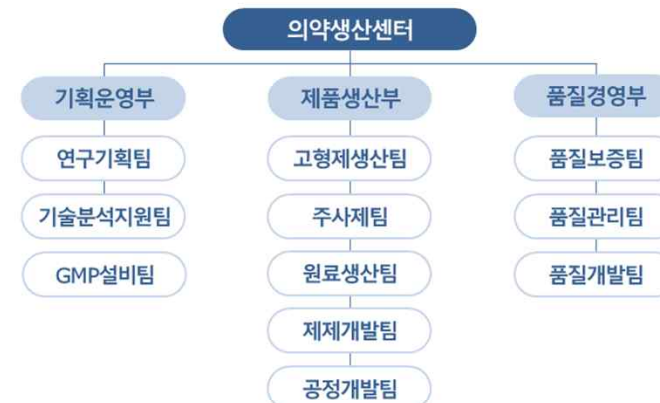 의약생산센터
기획운영부
연구기획팀
기술분석지원팀
GMP설비팀
제품생산부
고형제생산팀
주사제팀
원료생산팀
제제개발팀
공정개발팀
품질경영부
품질보증팀
품질관리팀
품질개발팀